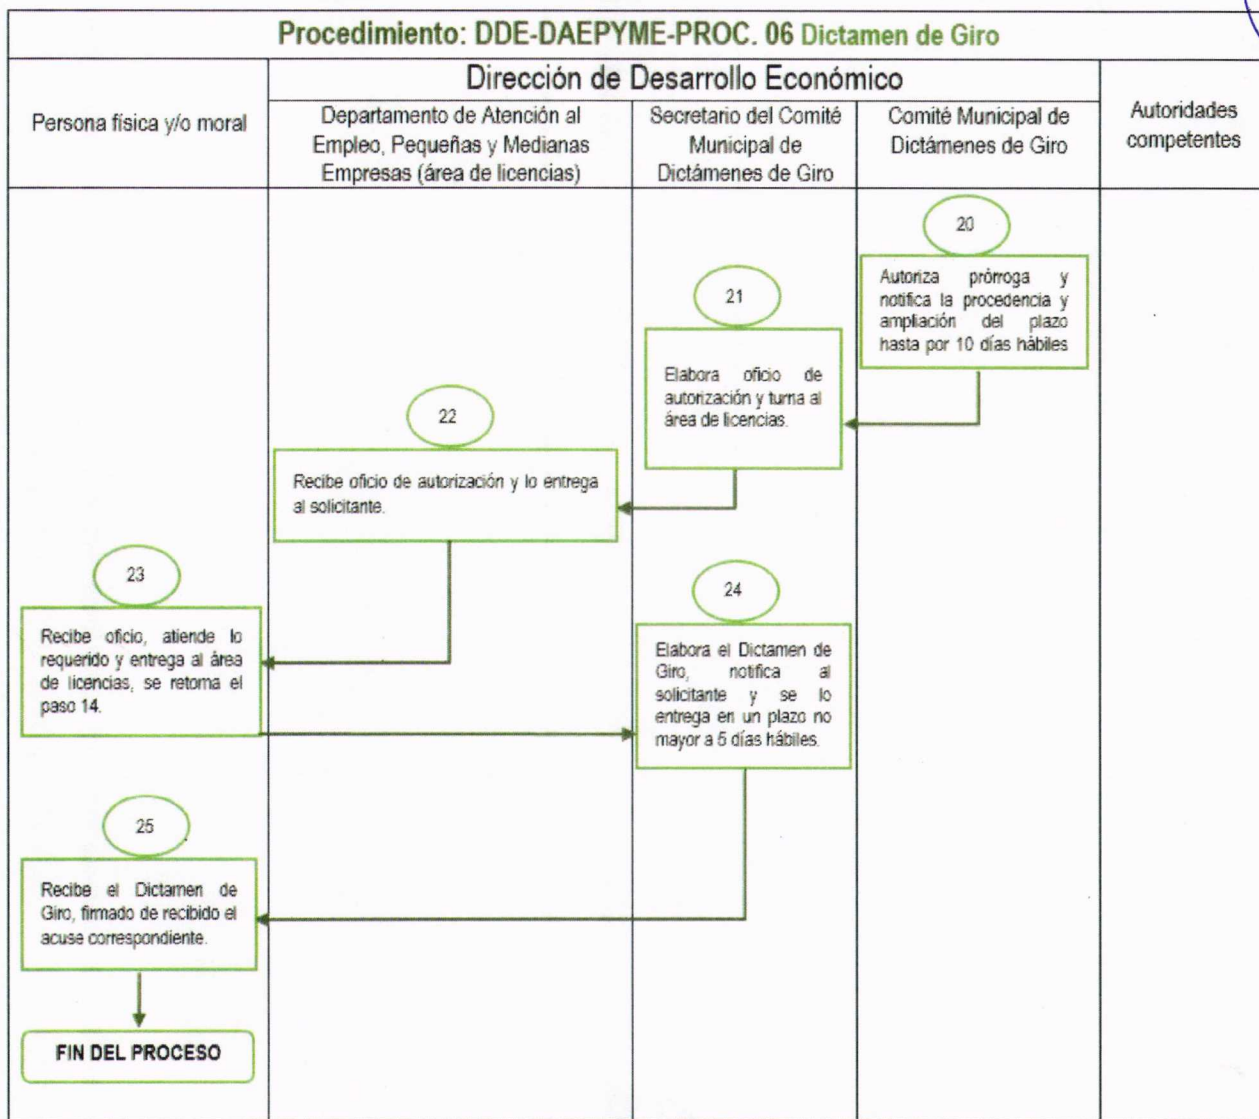 Procedimiento: DDE-DAEPYME-PROC. 06 Dictamen de Giro
Dirección de Desarrollo Económico
Persona física y/o moral
Departamento de Atención al
Empleo, Pequeñas y Medianas
Empresas (área de licencias)
Secretario del Comité
Municipal de
Dictámenes de Giro
Comité Municipal de
Dictámenes de Giro
Autoridades
competentes
20
Autoriza prórroga y
notifica la procedencia y
ampliación del plazo
hasta por 10 días hábiles
21
Elabora oficio de
autorización y turna al
área de licencias.
22
Recibe oficio de autorización y lo entrega
al solicitante.
23
Recibe oficio, atiende lo
requerido y entrega al área
de licencias, se retoma el
paso 14.
24
Elabora el Dictamen de
Giro, notifica al
solicitante y se lo
entrega en un plazo no
mayor a 5 días hábiles.
25
Recibe el Dictamen de
Giro, firmado de recibido el
acuse correspondiente.
FIN DEL PROCESO